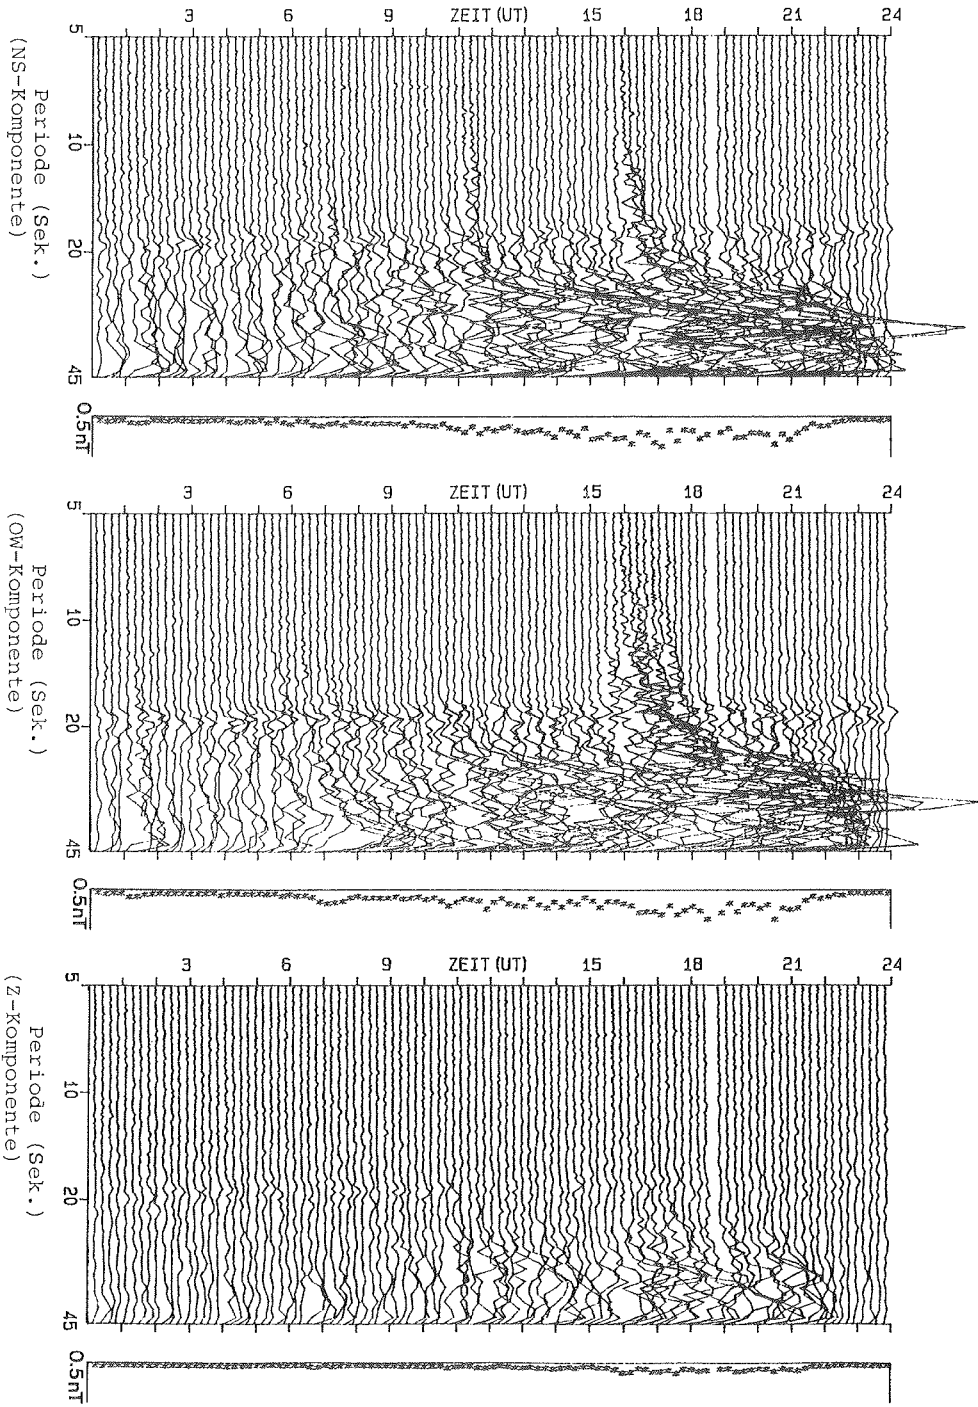 3 6 9 ZEIT (UT) 15 18 21 24
5
10
20
45
Periode (Sek.)
(NS-Komponente)
0.5nT
3 6 9 ZEIT (UT) 15 18 21 24
5
10
20
45
Periode (Sek.)
(OW-Komponente)
0.5nT
3 6 9 ZEIT (UT) 15 18 21 24
5
10
20
45
Periode (Sek.)
(Z-Komponente)
0.5nT